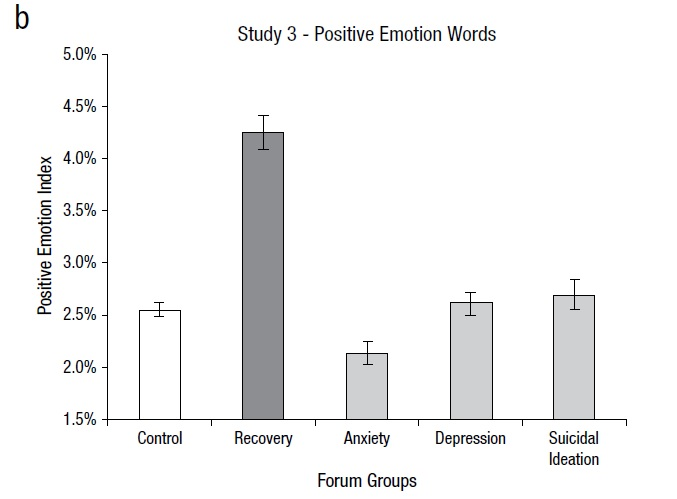 b
Study 3 - Positive Emotion Words
5.0%
4.5%
4.0%
3.5%
3.0%
2.5%
2.0%
1.5%
Positive Emotion Index
Control
Recovery
Anxiety
Depression
Suicidal
Ideation
Forum Groups